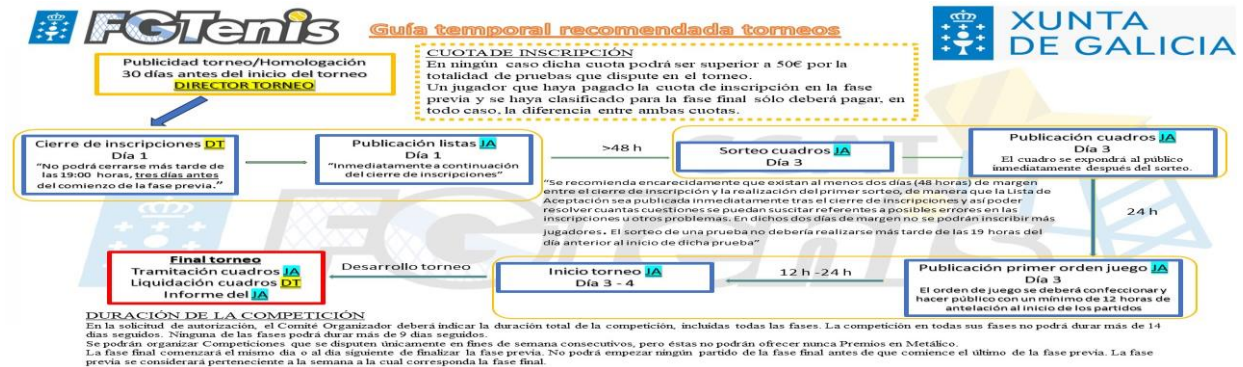 FGTenis
Guía temporal recomendada torneos
XUNTA
DE GALICIA
Publicidad torneo/Homologación
30 días antes del inicio del torneo
DIRECTOR TORNEO
CUOTA DE INSCRIPCIÓN
En ningún caso dicha cuota podrá ser superior a 50€ por la
totalidad de pruebas que dispute en el torneo.
Un jugador que haya pagado la cuota de inscripción en la fase
previa y se haya clasificado para la fase final sólo deberá pagar, en
todo caso, la diferencia entre ambas cuotas.
Cierre de inscripciones DT
Día 1
"No podrá cerrarse más tarde de
las 19:00 horas, tres días antes
del comienzo de la fase previa."
Publicación listas JA
Día 1
"Inmediatamente a continuación
del cierre de inscripciones"
>48 h
Sorteo cuadros JA
Día 3
Publicación cuadros JA
Día 3
El cuadro se expondrá al público
inmediatamente después del sorteo.
"Se recomienda encarecidamente que existan al menos dos días (48 horas) de margen
entre el cierre de inscripción y la realización del primer sorteo, de manera que la Lista de
Aceptación sea publicada inmediatamente tras el cierre de inscripciones y así poder
resolver cuantas cuestiones se puedan suscitar referentes a posibles errores en las
inscripciones u otros problemas. En dichos dos días de margen no se podrán inscribir más
jugadores. El sorteo de una prueba no debería realizarse más tarde de las 19 horas del
día anterior al inicio de dicha prueba"
24 h
Publicación primer orden juego JA
Día 3
El orden de juego se deberá confeccionar y
hacer público con un mínimo de 12 horas de
antelación al inicio de los partidos
12 h -24 h
Inicio torneo JA
Día 3 - 4
Desarrollo torneo
Final torneo
Tramitación cuadros JA
Liquidación cuadros DT
Informe del JA
DURACIÓN DE LA COMPETICIÓN
En la solicitud de autorización, el Comité Organizador deberá indicar la duración total de la competición, incluidas todas las fases. La competición en todas sus fases no podrá durar más de 14
días seguidos. Ninguna de las fases podrá durar más de 9 días seguidos.
Se podrán organizar Competiciones que se disputen únicamente en fines de semana consecutivos, pero éstas no podrán ofrecer nunca Premios en Metálico.
La fase final comenzará el mismo día o al día siguiente de finalizar la fase previa. No podrá empezar ningún partido de la fase final antes de que comience el último de la fase previa. La fase
previa se considerará perteneciente a la semana a la cual corresponda la fase final.